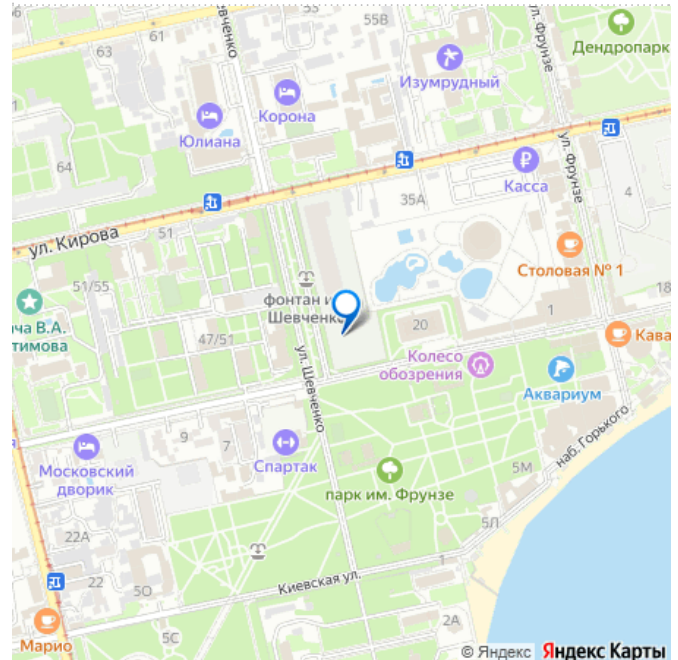 53
55В
ул. Фрунзе
61
63
Шевченко
Дендропарк
Изумрудный
Корона
Юлиана
64
ул. Фрунзе
Касса
35А
4
51
ул. Кирова
Столовая № 1
51/55
фонтан и
Шевченко
18
ача В.А.
тимова
1
20
47/51
Кава
Колесо
обозрения
ул. Шевченко
Аквариум
наб. Горького
9
7
я
Московский
дворик
Спартак
5М
парк им. Фрунзе
5Л
22А
1
Киевская ул.
22
5О
2А
Марио
5С
© Яндекс Яндекс Карты